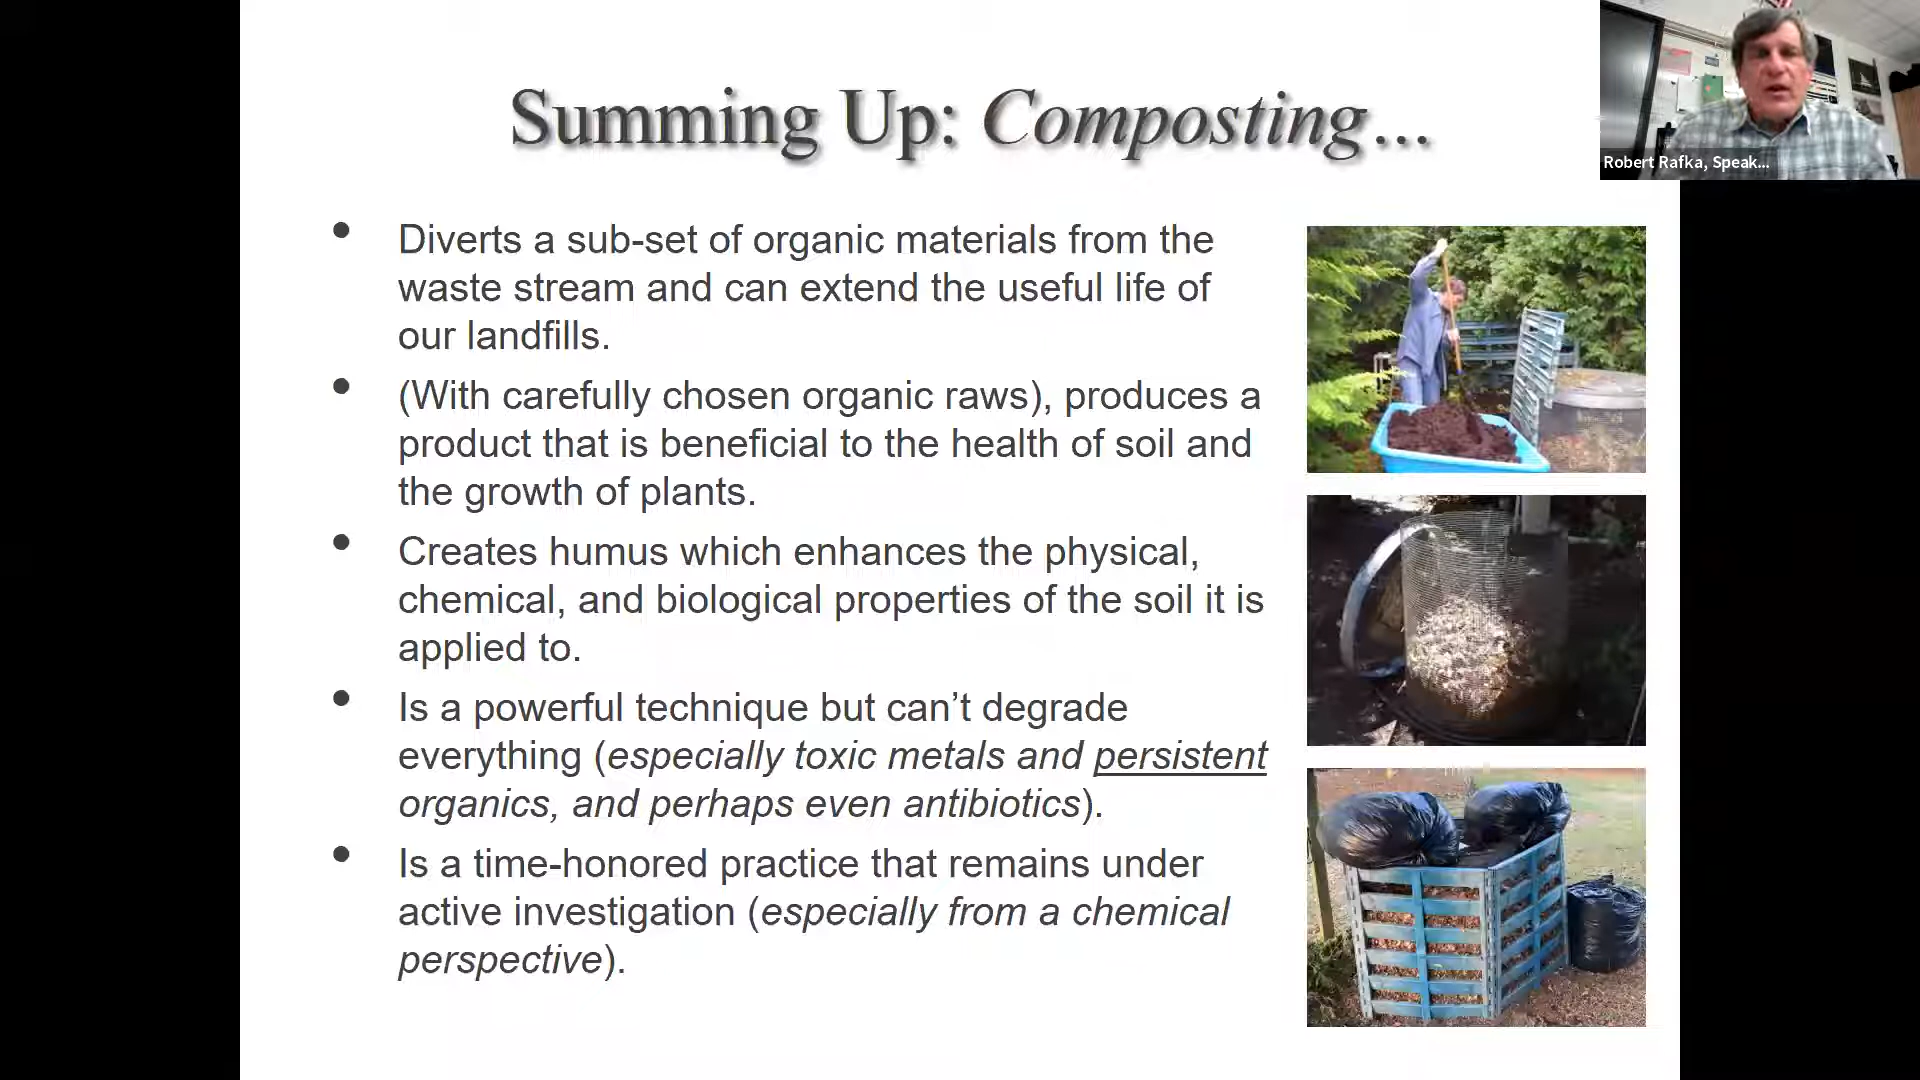 Summing Up: Composting...
Robert Rafka, Speak...
• Diverts a sub-set of organic materials from the
waste stream and can extend the useful life of
our landfills.
• (With carefully chosen organic raws), produces a
product that is beneficial to the health of soil and
the growth of plants.
• Creates humus which enhances the physical,
chemical, and biological properties of the soil it is
applied to.
• Is a powerful technique but can’t degrade
everything (especially toxic metals and persistent
organics, and perhaps even antibiotics).
• Is a time-honored practice that remains under
active investigation (especially from a chemical
perspective).